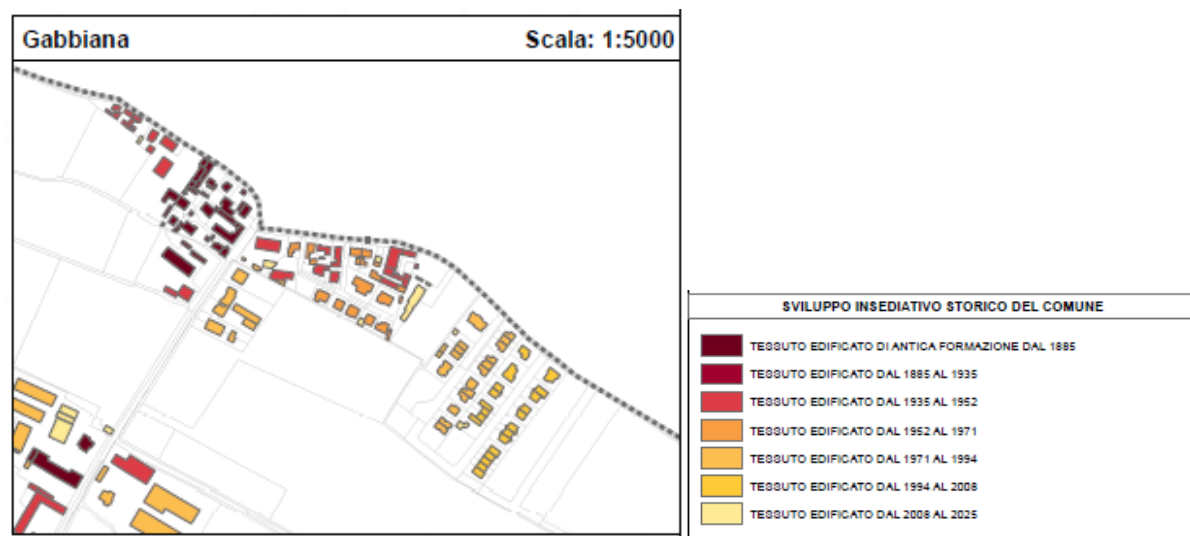 Gabbiana Scala: 1:5000
SVILUPPO INSEDIATIVO STORICO DEL COMUNE
TESSUTO EDIFICATO DI ANTICA FORMAZIONE DAL 1885
TESSUTO EDIFICATO DAL 1885 AL 1935
TESSUTO EDIFICATO DAL 1935 AL 1952
TESSUTO EDIFICATO DAL 1952 AL 1971
TESSUTO EDIFICATO DAL 1971 AL 1994
TESSUTO EDIFICATO DAL 1994 AL 2008
TESSUTO EDIFICATO DAL 2008 AL 2025